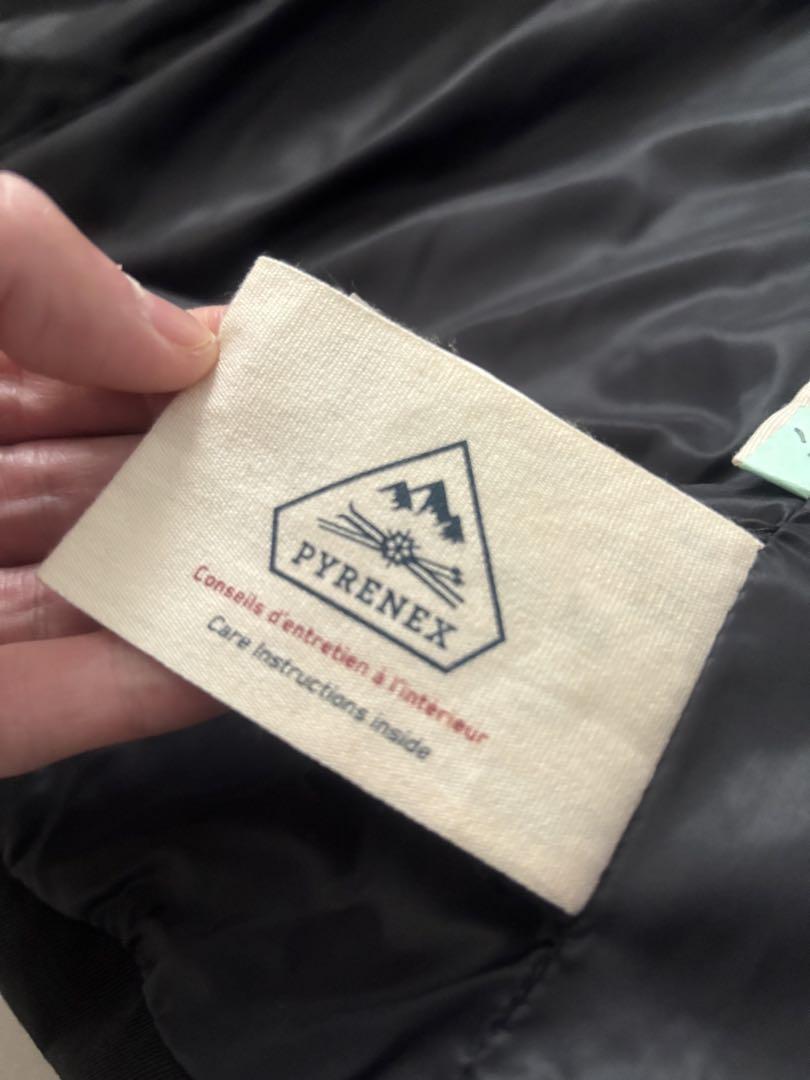 PYRENEX
Conseils d'entretien à l'intérieur
Care Instructions inside